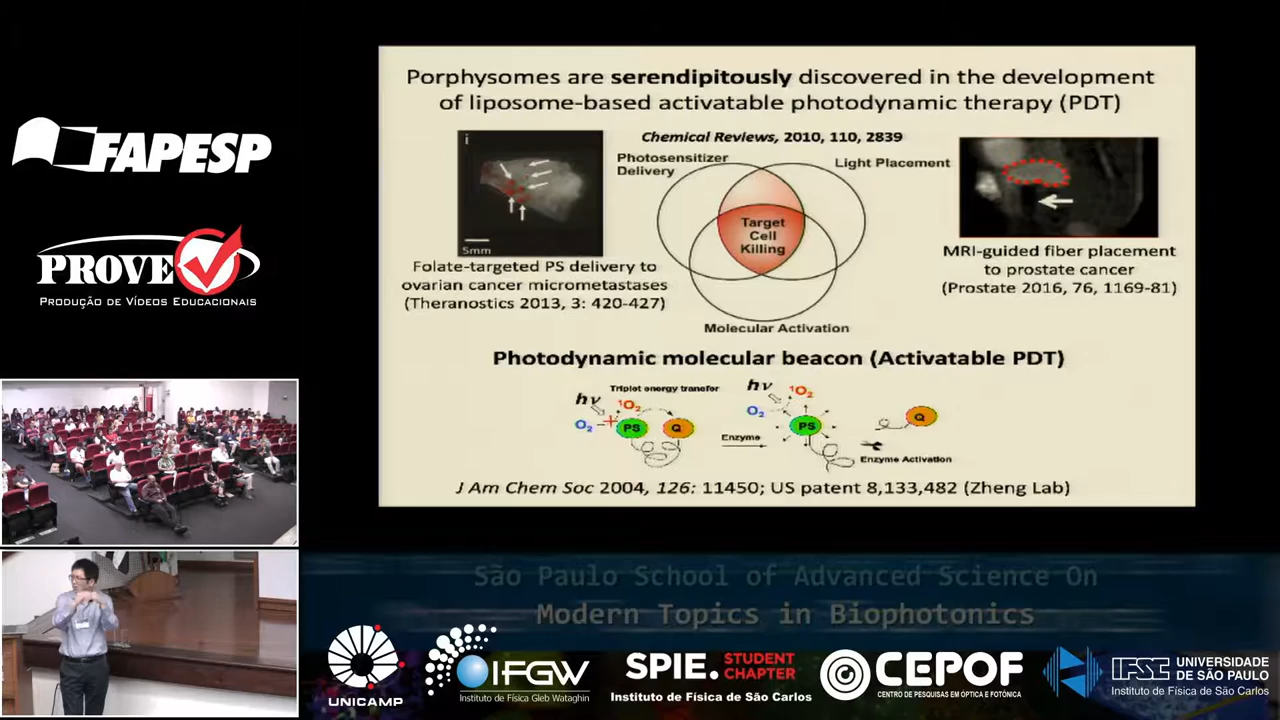 FAPESP
PROVE
PRODUÇÃO DE VÍDEOS EDUCACIONAIS
Porphysomes are serendipitously discovered in the development
of liposome-based activatable photodynamic therapy (PDT)
i
5mm
Folate-targeted PS delivery to
ovarian cancer micrometastases
(Theranostics 2013, 3: 420-427)
Chemical Reviews, 2010, 110, 2839
Photosensitizer
Delivery
Light Placement
Target
Cell
Killing
Molecular Activation
MRI-guided fiber placement
to prostate cancer
(Prostate 2016, 76, 1169-81)
Photodynamic molecular beacon (Activatable PDT)
Triplet energy transfer
hν
¹O₂
O₂
PS
Q
Enzyme
hν
¹O₂
O₂
PS
Q
Enzyme Activation
J Am Chem Soc 2004, 126: 11450; US patent 8,133,482 (Zheng Lab)
São Paulo School of Advanced Science On
Modern Topics in Biophotonics
UNICAMP
IFGW
Instituto de Física Gleb Wataghin
SPIE. STUDENT
CHAPTER
Instituto de Física de São Carlos
CEPOF
CENTRO DE PESQUISAS EM ÓPTICA E FOTÔNICA
IFSC UNIVERSIDADE
DE SÃO PAULO
Instituto de Física de São Carlos